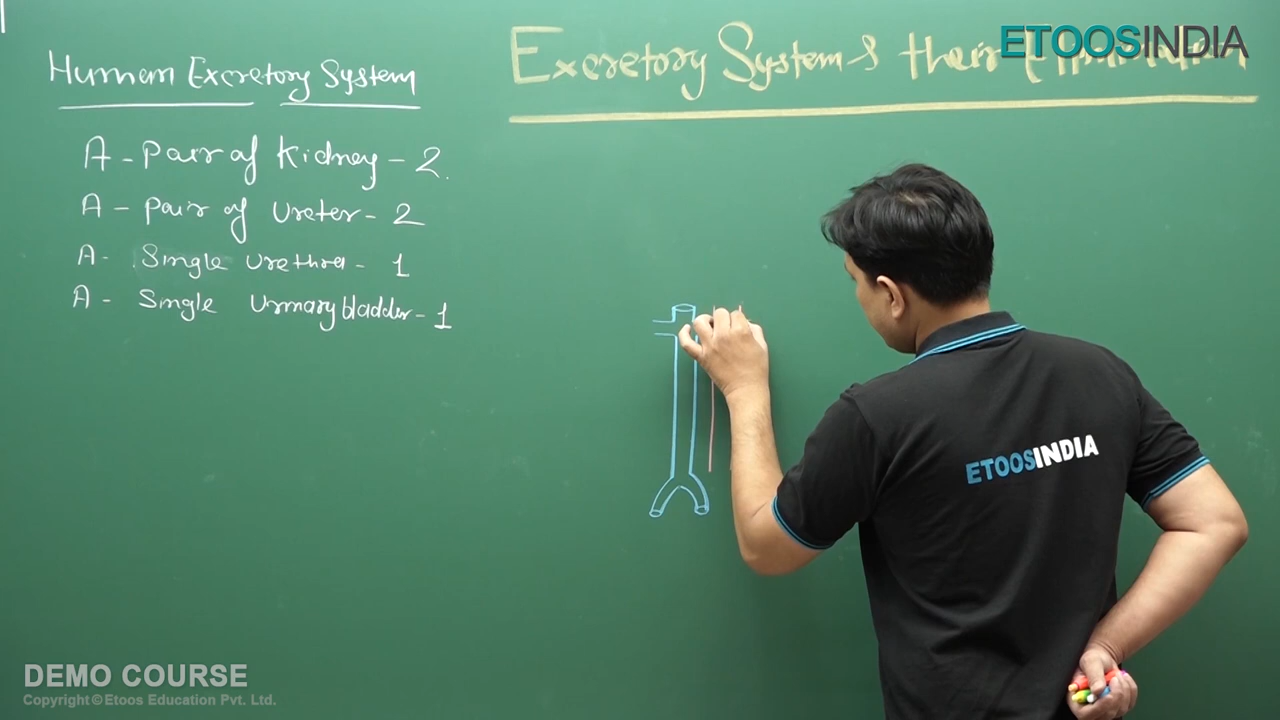 Human Excretory System
A - Pair of Kidney - 2.
A - Pair of Ureter - 2
A - Single Urethra - 1
A - Single Urinary bladder - 1
Excretory System & their
ETOOSINDIA
ETOOSINDIA
DEMO COURSE
Copyright © Etoos Education Pvt. Ltd.